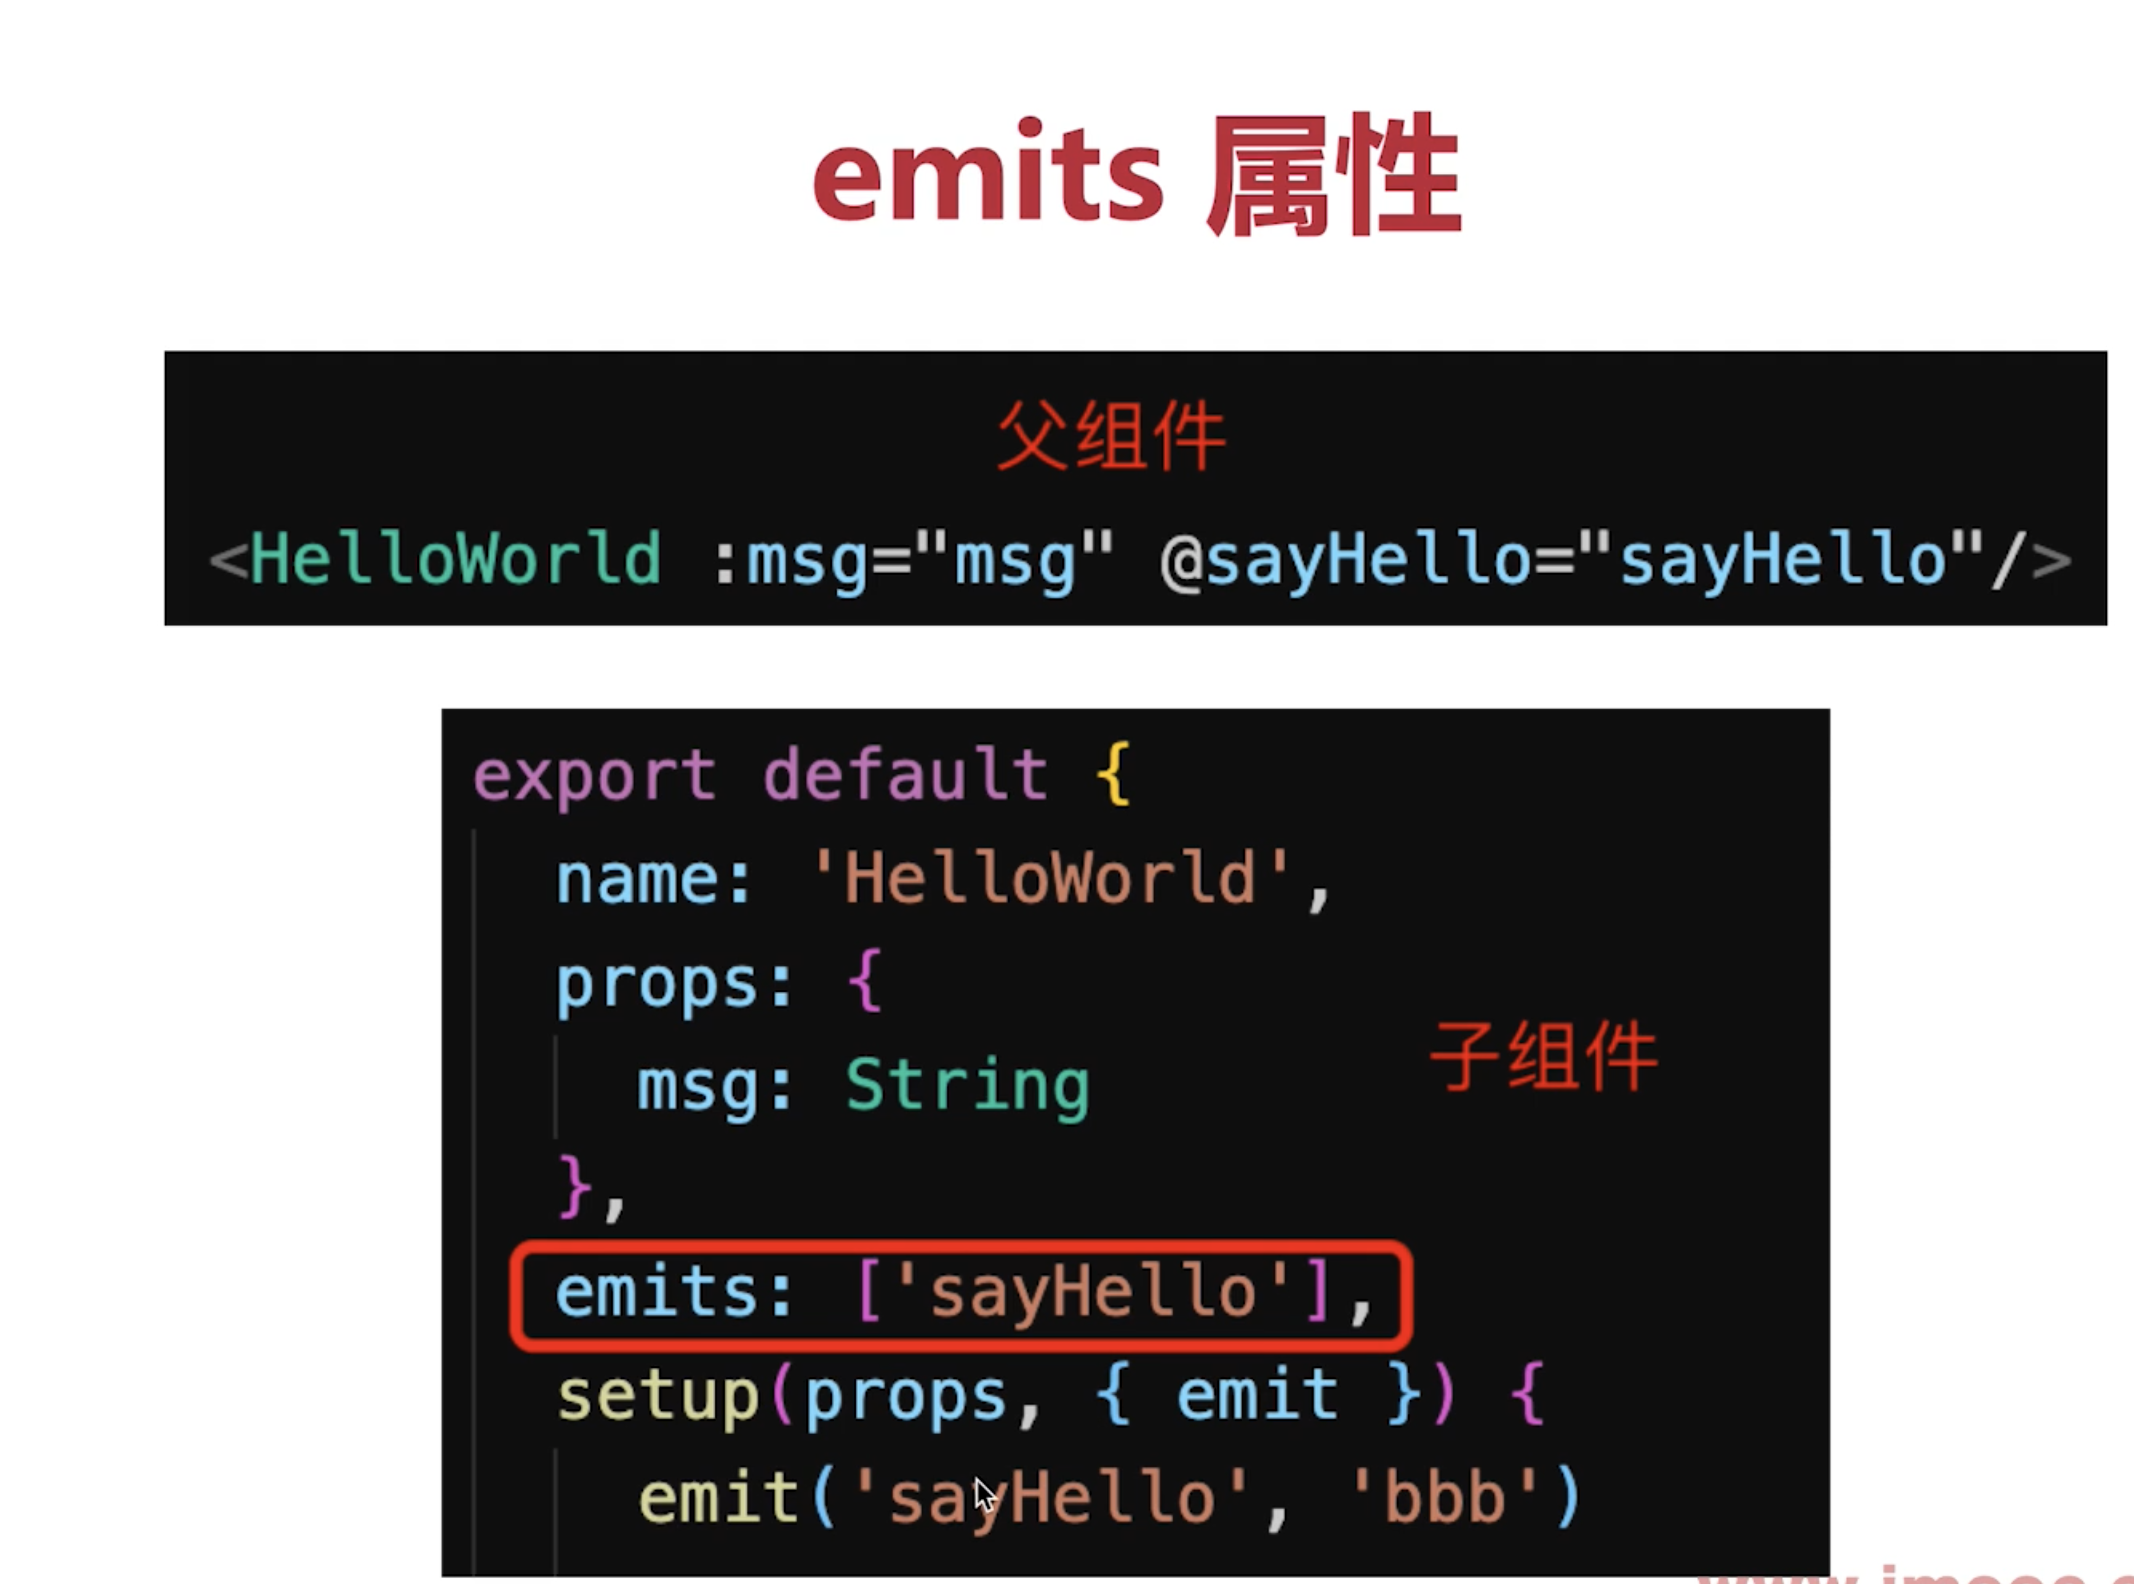 emits 属性
父组件
<HelloWorld :msg="msg" @sayHello="sayHello"/>
export default {
name: 'HelloWorld',
props: {
msg: String
子组件
},
emits: ['sayHello'],
setup(props, { emit }) {
emit('sayHello', 'bbb')